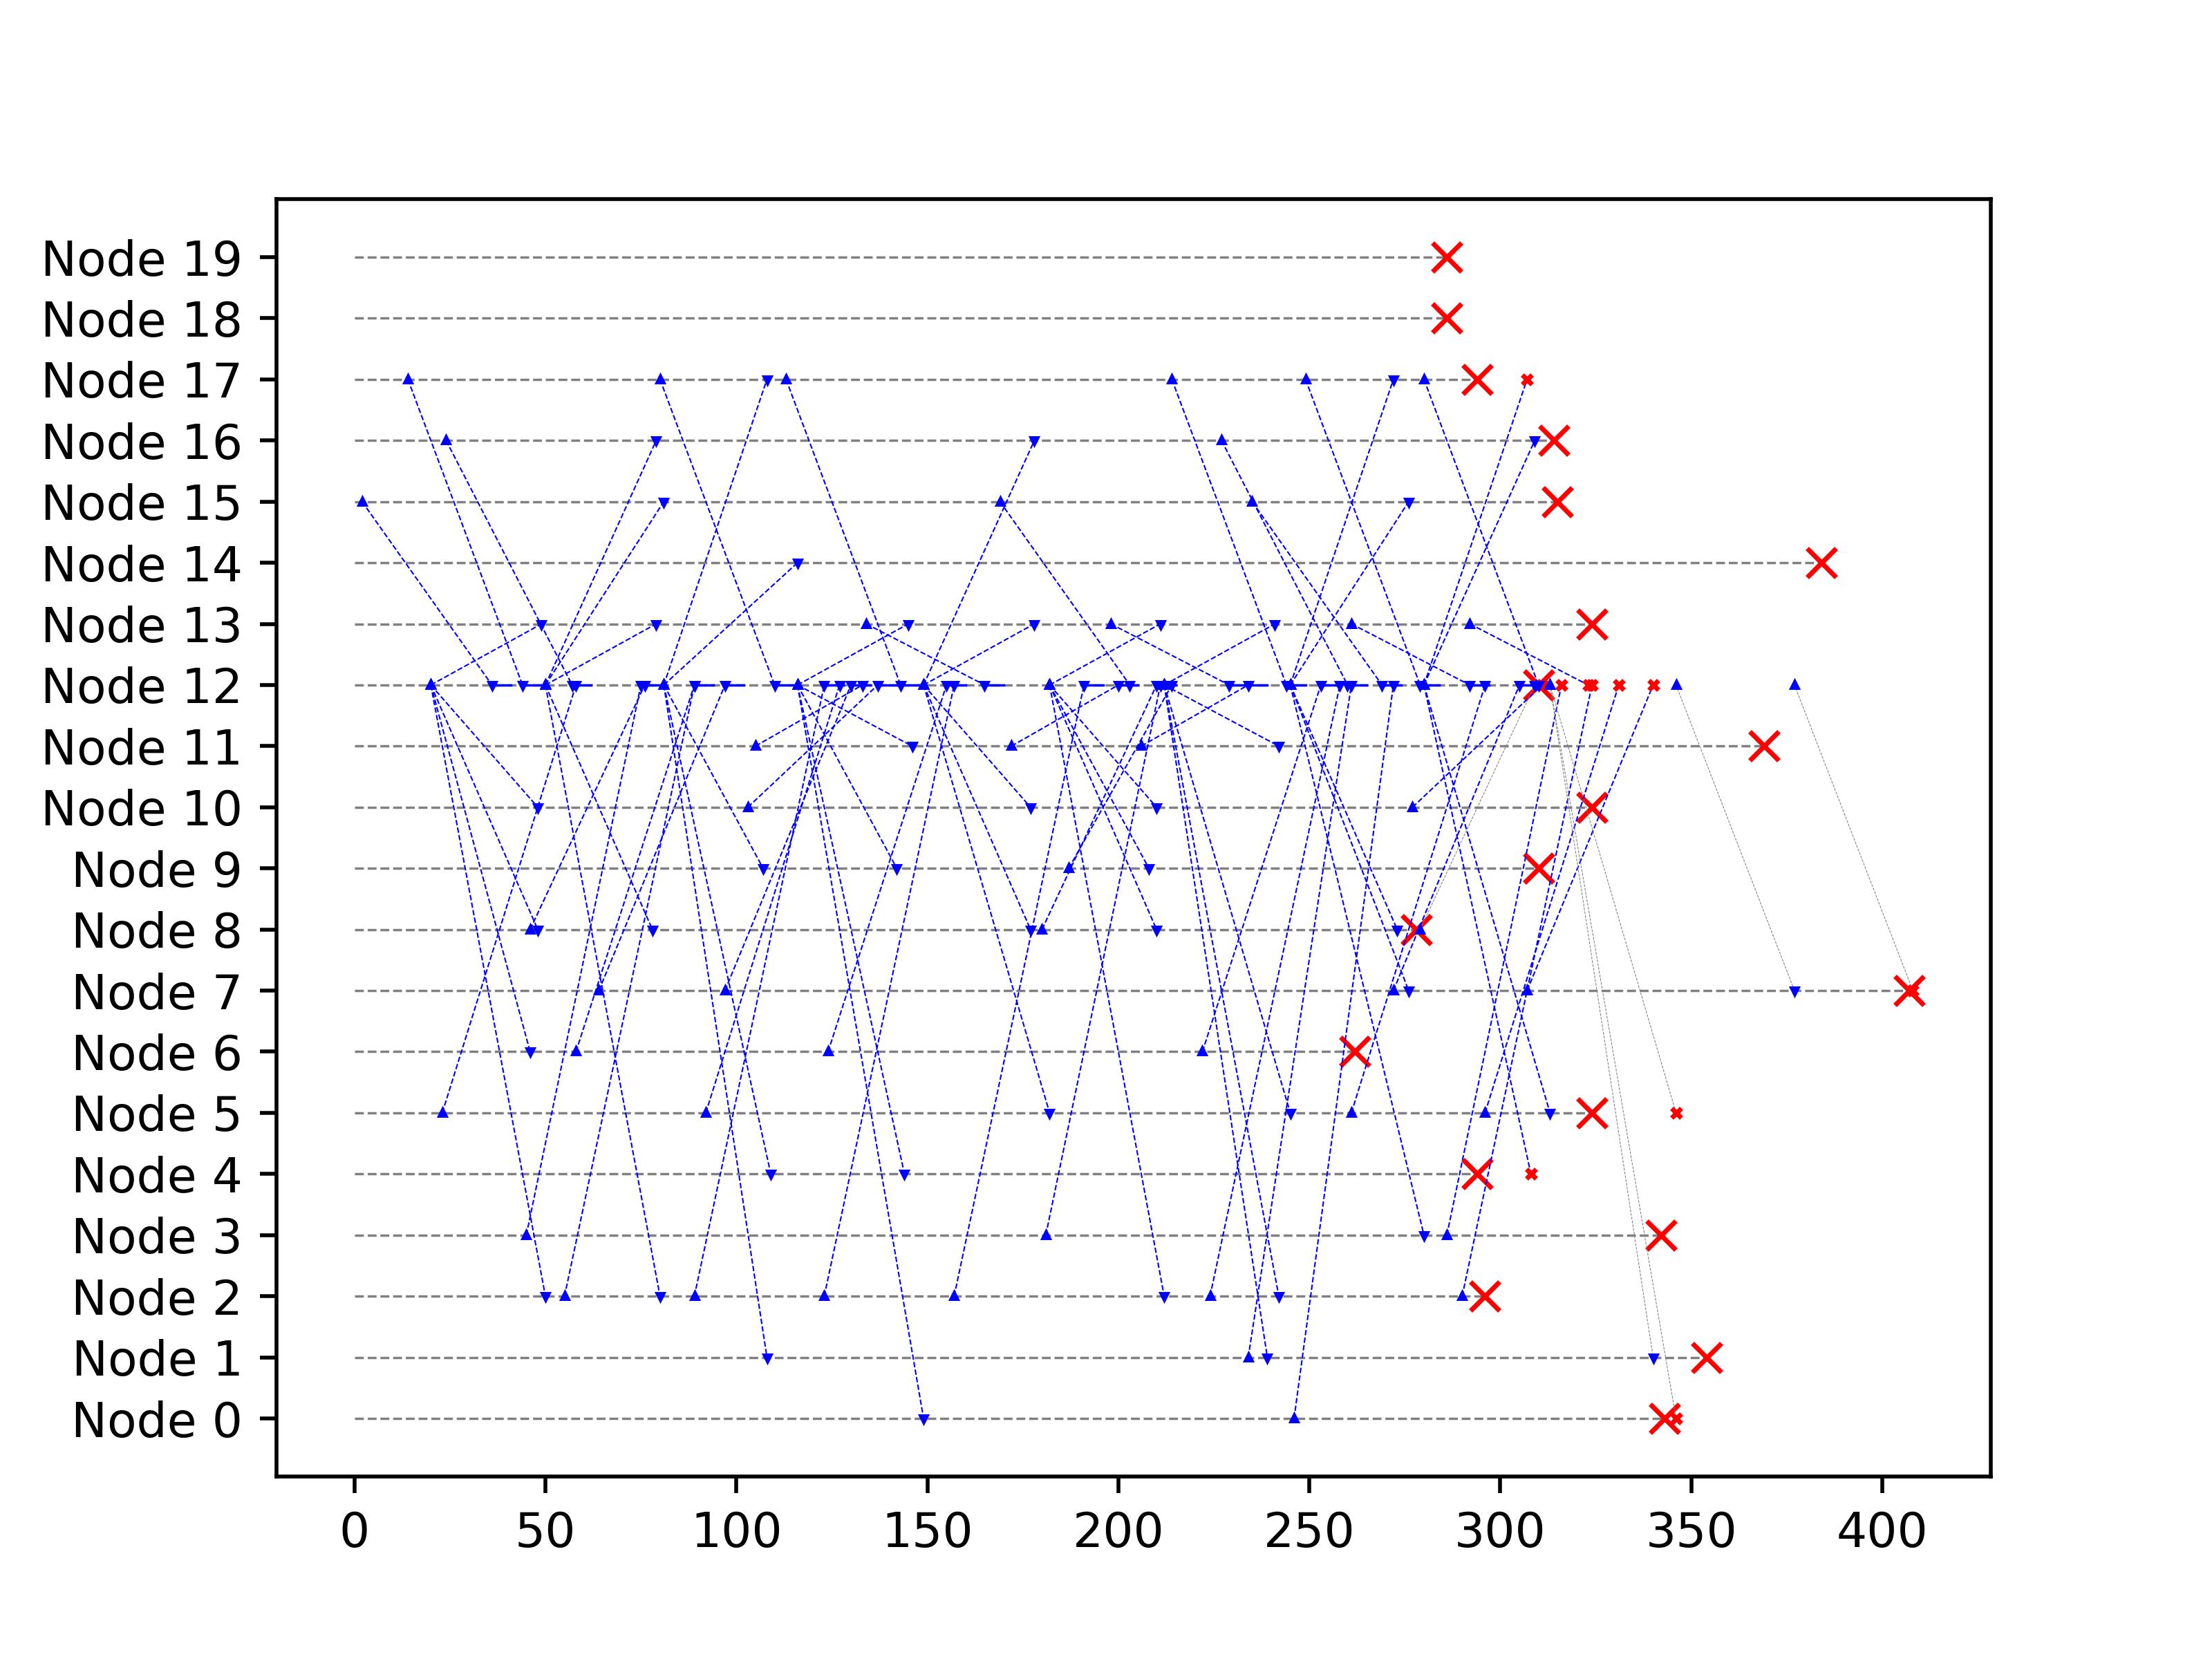 Node 19
Node 18
Node 17
Node 16
Node 15
Node 14
Node 13
Node 12
Node 11
Node 10
Node 9
Node 8
Node 7
Node 6
Node 5
Node 4
Node 3
Node 2
Node 1
Node 0
0 50 100 150 200 250 300 350 400